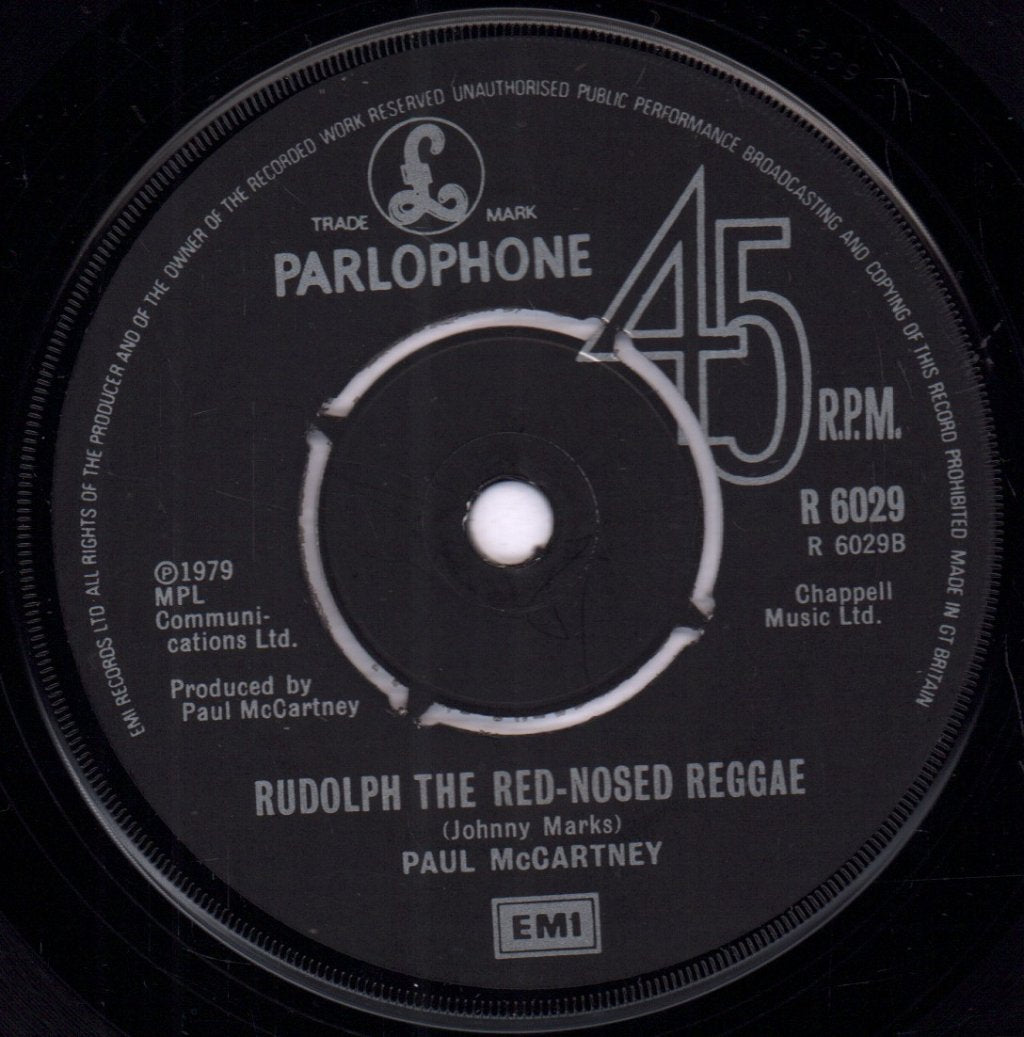 EMI RECORDS LTD ALL RIGHTS OF THE PRODUCER AND OF THE OWNER OF THE RECORDED WORK RESERVED UNAUTHORISED PUBLIC PERFORMANCE BROADCASTING AND COPYING OF THIS RECORD PROHIBITED MADE IN GT BRITAIN
£
TRADE MARK
PARLOPHONE
45
R.P.M.
R 6029
R 6029B
℗1979
MPL
Communi-
cations Ltd.
Chappell
Music Ltd.
Produced by
Paul McCartney
RUDOLPH THE RED-NOSED REGGAE
(Johnny Marks)
PAUL McCARTNEY
EMI